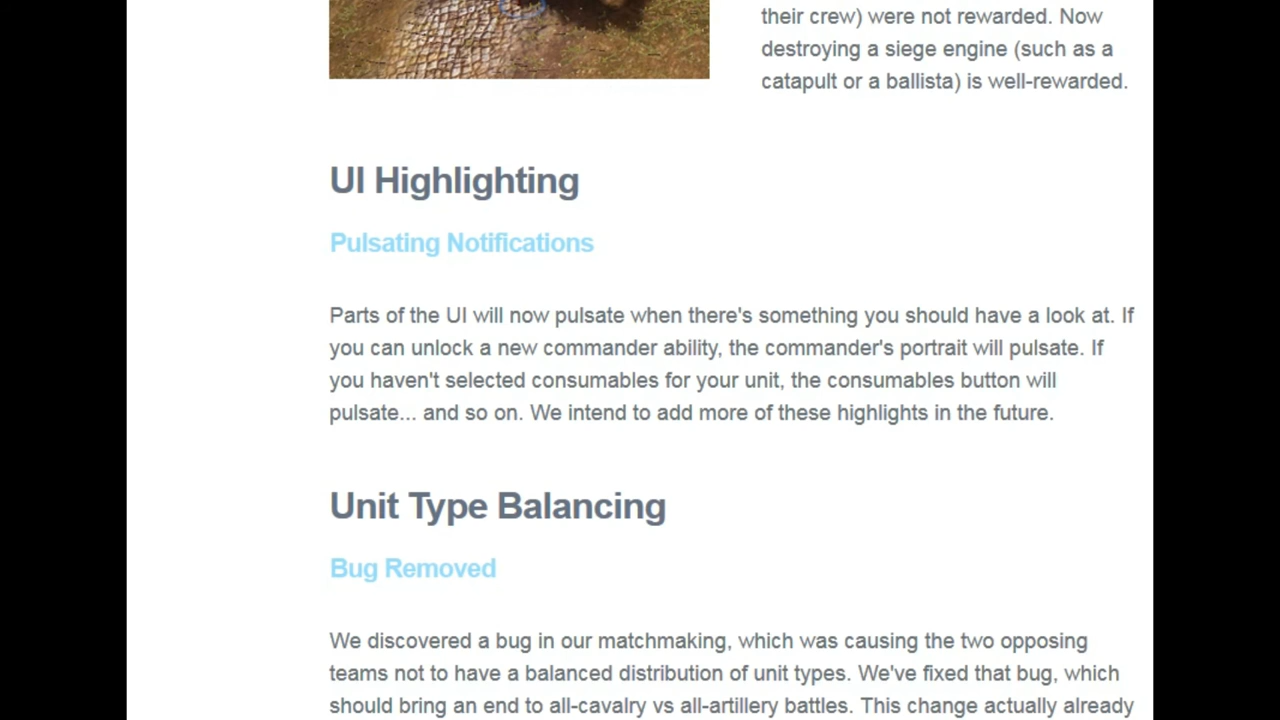 their crew) were not rewarded. Now
destroying a siege engine (such as a
catapult or a ballista) is well-rewarded.
UI Highlighting
Pulsating Notifications
Parts of the UI will now pulsate when there's something you should have a look at. If
you can unlock a new commander ability, the commander's portrait will pulsate. If
you haven't selected consumables for your unit, the consumables button will
pulsate... and so on. We intend to add more of these highlights in the future.
Unit Type Balancing
Bug Removed
We discovered a bug in our matchmaking, which was causing the two opposing
teams not to have a balanced distribution of unit types. We've fixed that bug, which
should bring an end to all-cavalry vs all-artillery battles. This change actually already